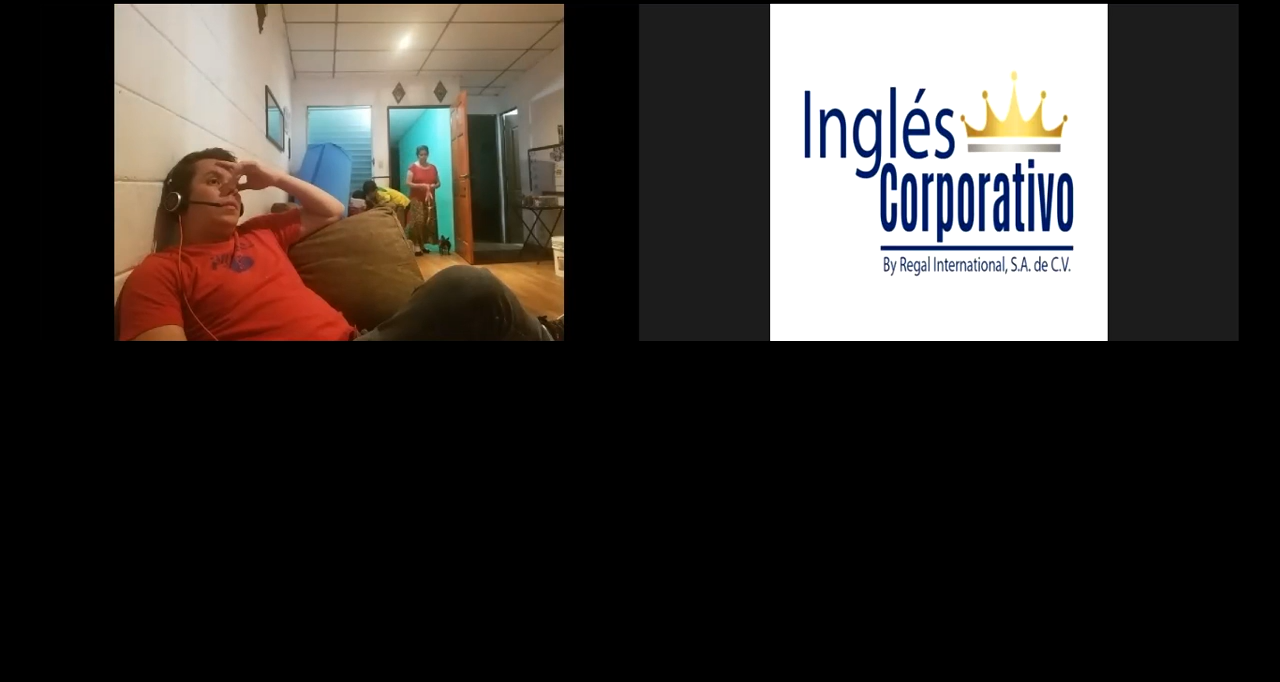 Inglés
Corporativo
By Regal International, S.A. de C.V.